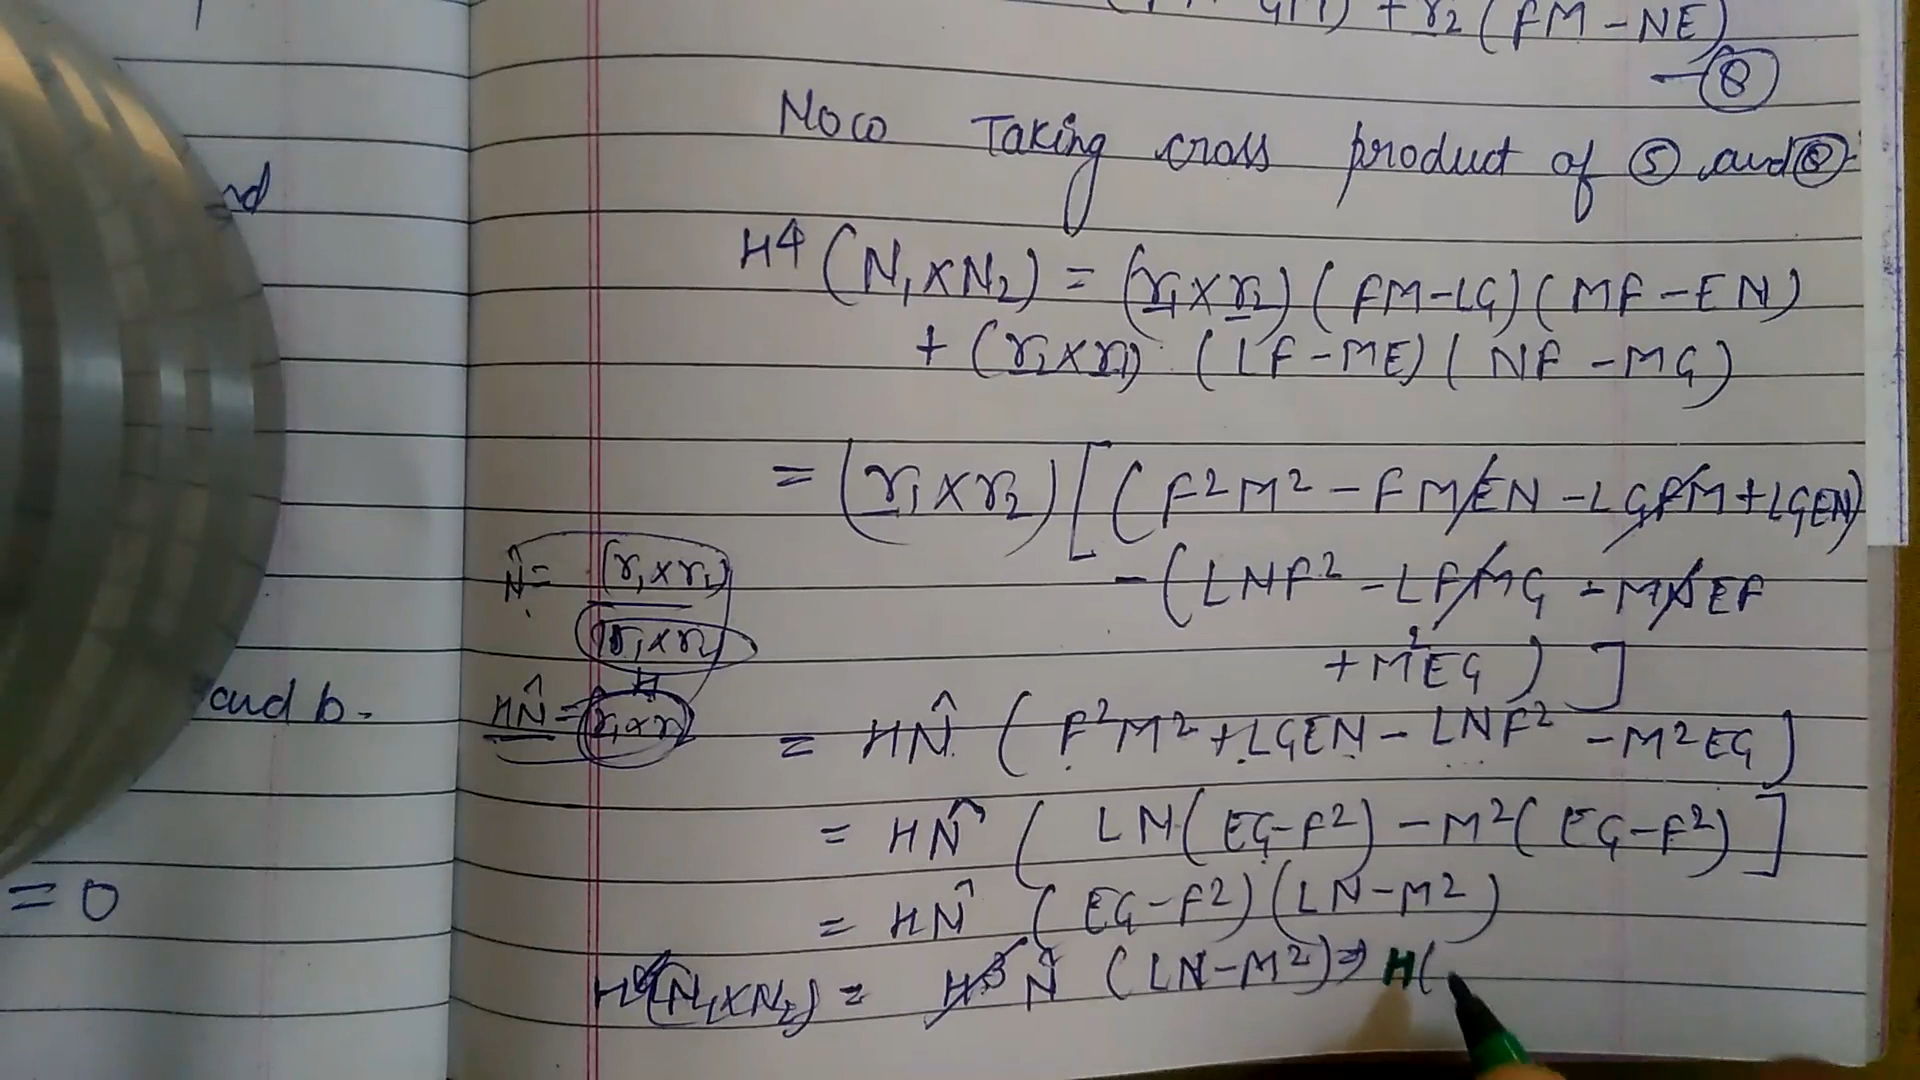 + r₂ (FM - NE)
- ⑧
Now Taking cross product of ⑤ and ⑧
H⁴ (N₁ × N₂) = (r₁ × r₂) (FM - LG) (MF - EN)
+ (r₂ × r₁) (LF - ME) (NF - MG)
= (r₁ × r₂) [(F²M² - FMEN - LGFM + LGEN)
- (LNF² - LFMG - MNEF
+ M²EG)]
N̂ = (r₁ × r₂)
|r₁ × r₂|
H
HN̂ = r₁ × r₂
= HN̂ (F²M² + LGEN - LNF² - M²EG]
= HN̂ ( LN(EG - F²) - M²(EG - F²)]
= HN̂ (EG - F²) (LN - M²)
H⁴(N₁ × N₂) = H³ N̂ (LN - M²) ⇒ H(
nd
and b.
= 0